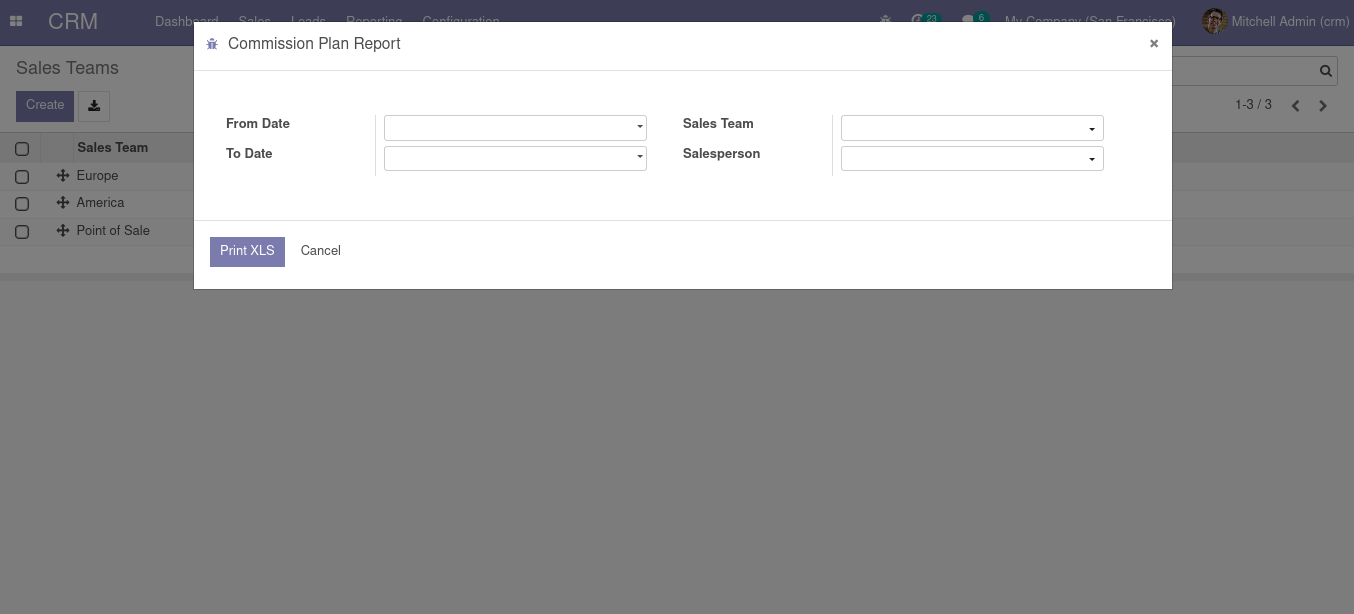 CRM Dashboard Sales Leads Reporting Configuration 23 6 My Company (San Francisco) Mitchell Admin (crm)
Commission Plan Report ×
Sales Teams
Create
1-3 / 3
From Date
Sales Team
To Date
Salesperson
Sales Team
Europe
America
Point of Sale
Print XLS Cancel